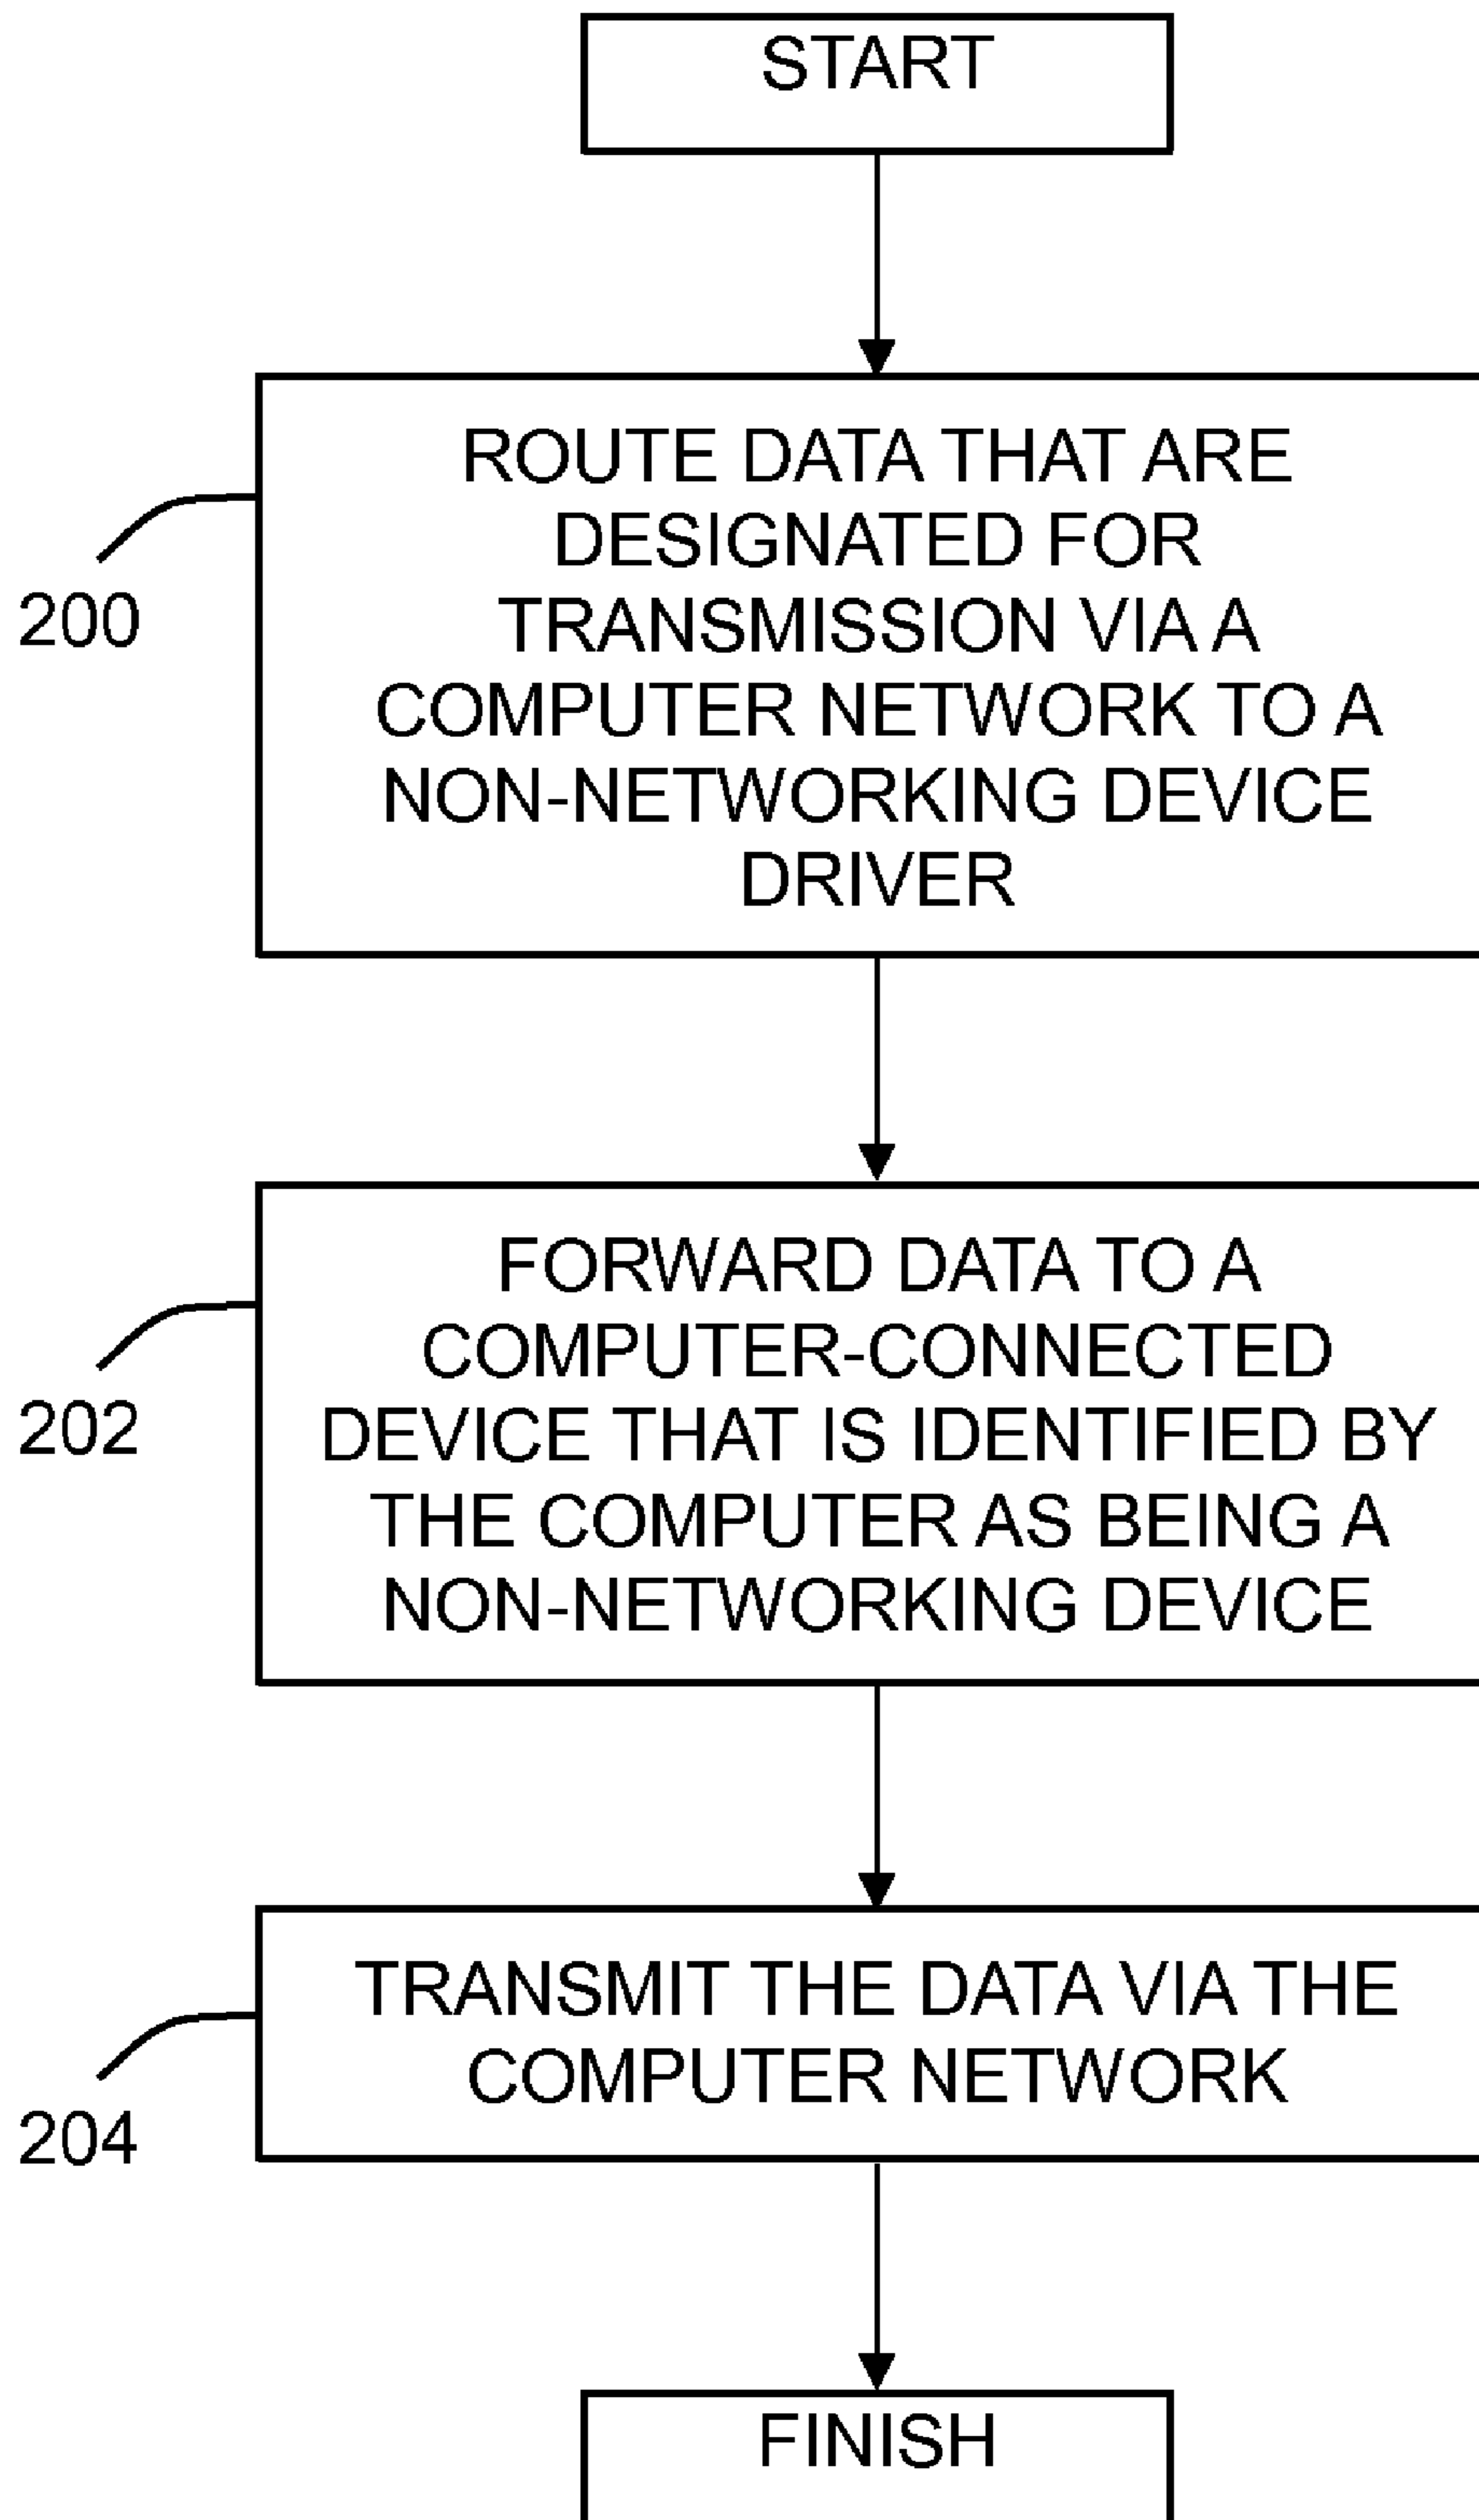 START
ROUTE DATA THAT ARE
DESIGNATED FOR
TRANSMISSION VIA A
COMPUTER NETWORK TO A
NON-NETWORKING DEVICE
DRIVER
200
FORWARD DATA TO A
COMPUTER-CONNECTED
DEVICE THAT IS IDENTIFIED BY
THE COMPUTER AS BEING A
NON-NETWORKING DEVICE
202
TRANSMIT THE DATA VIA THE
COMPUTER NETWORK
204
FINISH